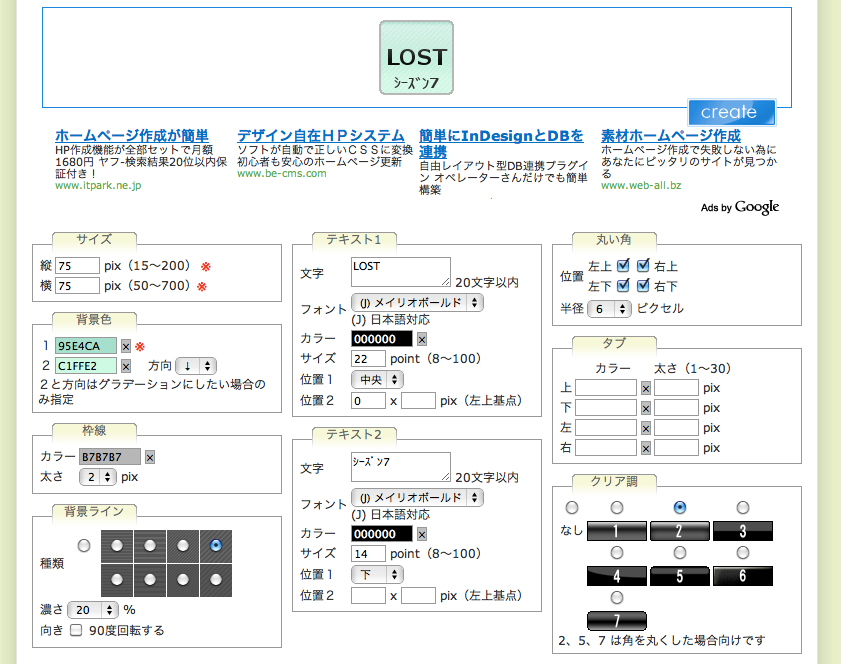 LOST
シーズン7
create
ホームページ作成が簡単
HP作成機能が全部セットで月額
1680円 ヤフー検索結果20位以内保
証付き！
www.itpark.ne.jp
デザイン自在ＨＰシステム
ソフトが自動で正しいＣＳＳに変換
初心者も安心のホームページ更新
www.be-cms.com
簡単にInDesignとDBを
連携
自由レイアウト型DB連携プラグイ
ン オペレーターさんだけでも簡単
構築
素材ホームページ作成
ホームページ作成で失敗しない為に
あなたにピッタリのサイトが見つか
る
www.web-all.bz
Ads by Google
サイズ
縦 75 pix（15〜200） ※
横 75 pix（50〜700）※
背景色
1 95E4CA x ※
2 C1FFE2 x 方向 ↓
２と方向はグラデーションにしたい場合の
み指定
枠線
カラー B7B7B7 x
太さ 2 pix
背景ライン
種類
濃さ 20 %
向き 90度回転する
テキスト1
文字 LOST 20文字以内
フォント (J) メイリオボールド
(J) 日本語対応
カラー 000000 x
サイズ 22 point（8〜100）
位置１ 中央
位置２ 0 x pix（左上基点）
テキスト2
文字 ｼｰｽﾞﾝ7 20文字以内
フォント (J) メイリオボールド
(J) 日本語対応
カラー 000000 x
サイズ 14 point（8〜100）
位置１ 下
位置２ x pix（左上基点）
丸い角
位置 左上 右上
左下 右下
半径 6 ピクセル
タブ
カラー 太さ（1〜30）
上 x pix
下 x pix
左 x pix
右 x pix
クリア調
なし 1 2 3
4 5 6
7
2、5、7 は角を丸くした場合向けです